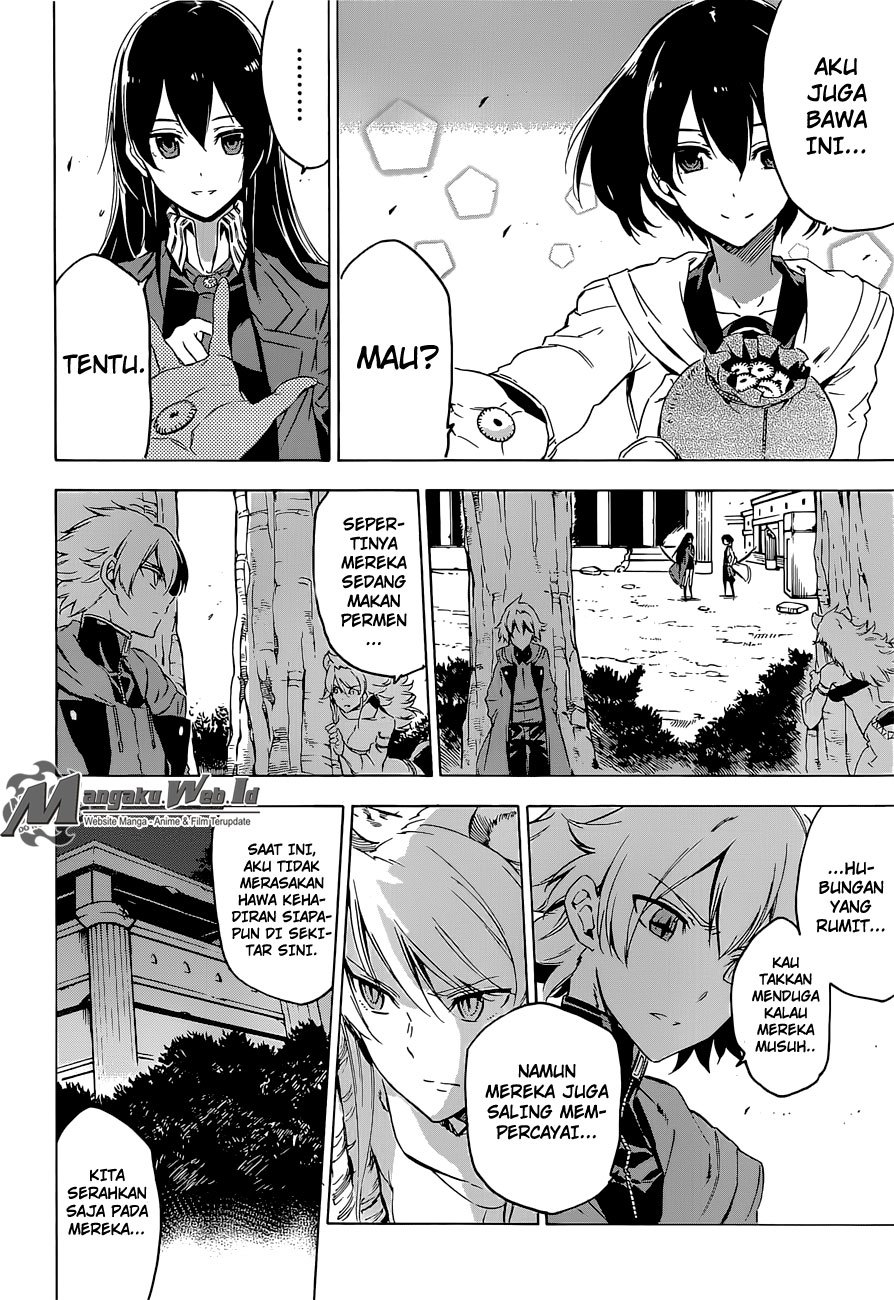 AKU
JUGA
BAWA
INI...
MAU?
.........
TENTU.
SEPER-
TINYA
MEREKA
SEDANG
MAKAN
PERMEN
...
...HU-
BUNGAN
YANG
RUMIT...
KAU
TAKKAN
MENDUGA
KALAU
MEREKA
MUSUH..
NAMUN
MEREKA JUGA
SALING MEM-
PERCAYAI...
SAAT INI,
AKU TIDAK
MERASAKAN
HAWA KEHA-
DIRAN SIAPA-
PUN DI SEKI-
TAR SINI.
KITA
SERAHKAN
SAJA PADA
MEREKA...
Mangaku.Web.Id
Website Manga - Anime & Film Terupdate